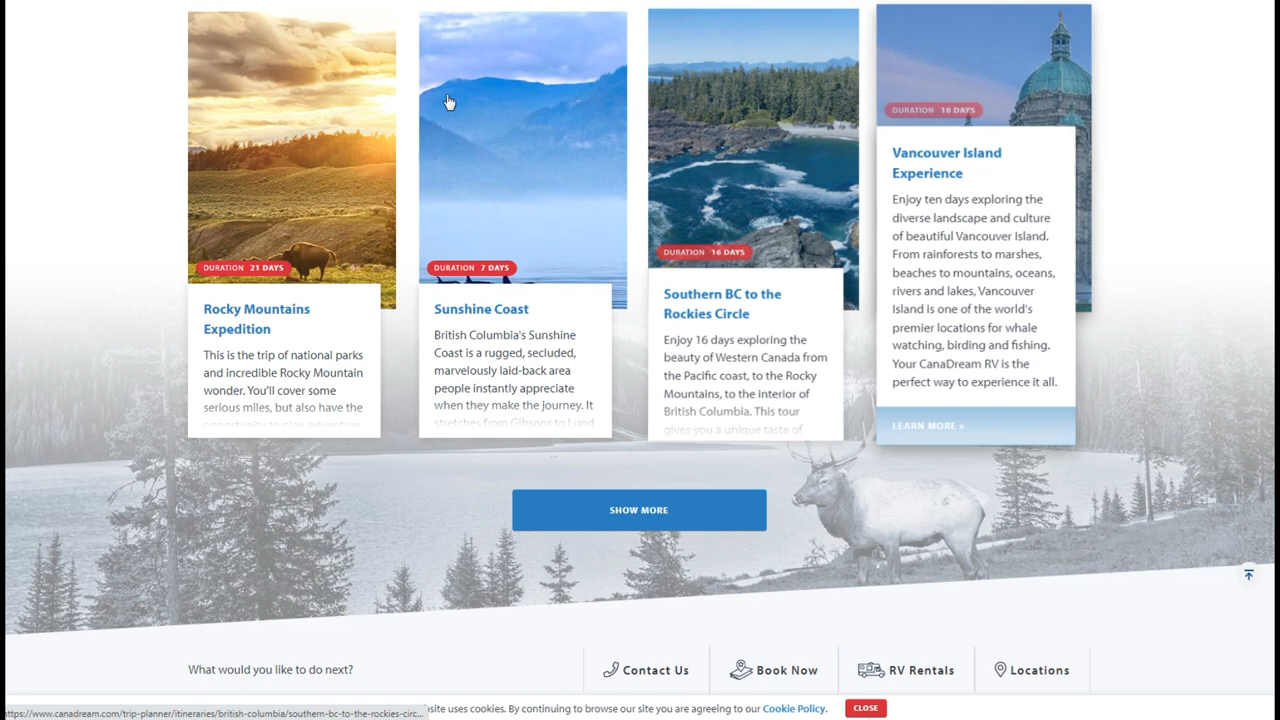 DURATION 21 DAYS
Rocky Mountains
Expedition
This is the trip of national parks
and incredible Rocky Mountain
wonder. You'll cover some
serious miles, but also have the
opportunity to play, adventure
DURATION 7 DAYS
Sunshine Coast
British Columbia's Sunshine
Coast is a rugged, secluded,
marvelously laid-back area
people instantly appreciate
when they make the journey. It
stretches from Gibsons to Lund
DURATION 16 DAYS
Southern BC to the
Rockies Circle
Enjoy 16 days exploring the
beauty of Western Canada from
the Pacific coast, to the Rocky
Mountains, to the interior of
British Columbia. This tour
gives you a unique taste of
DURATION 10 DAYS
Vancouver Island
Experience
Enjoy ten days exploring the
diverse landscape and culture
of beautiful Vancouver Island.
From rainforests to marshes,
beaches to mountains, oceans,
rivers and lakes, Vancouver
Island is one of the world's
premier locations for whale
watching, birding and fishing.
Your CanaDream RV is the
perfect way to experience it all.
LEARN MORE »
SHOW MORE
What would you like to do next?
Contact Us
Book Now
RV Rentals
Locations
https://www.canadream.com/trip-planner/itineraries/british-columbia/southern-bc-to-the-rockies-circ...
site uses cookies. By continuing to browse our site you are agreeing to our Cookie Policy.
CLOSE